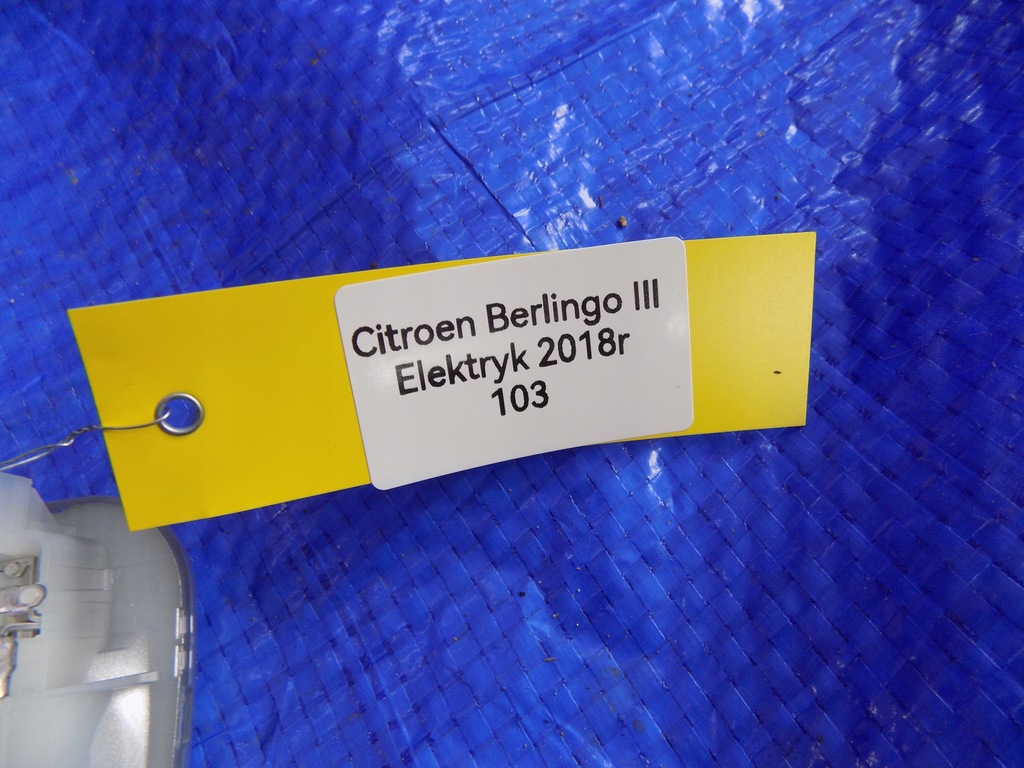 Citroen Berlingo III
Elektryk 2018r
103